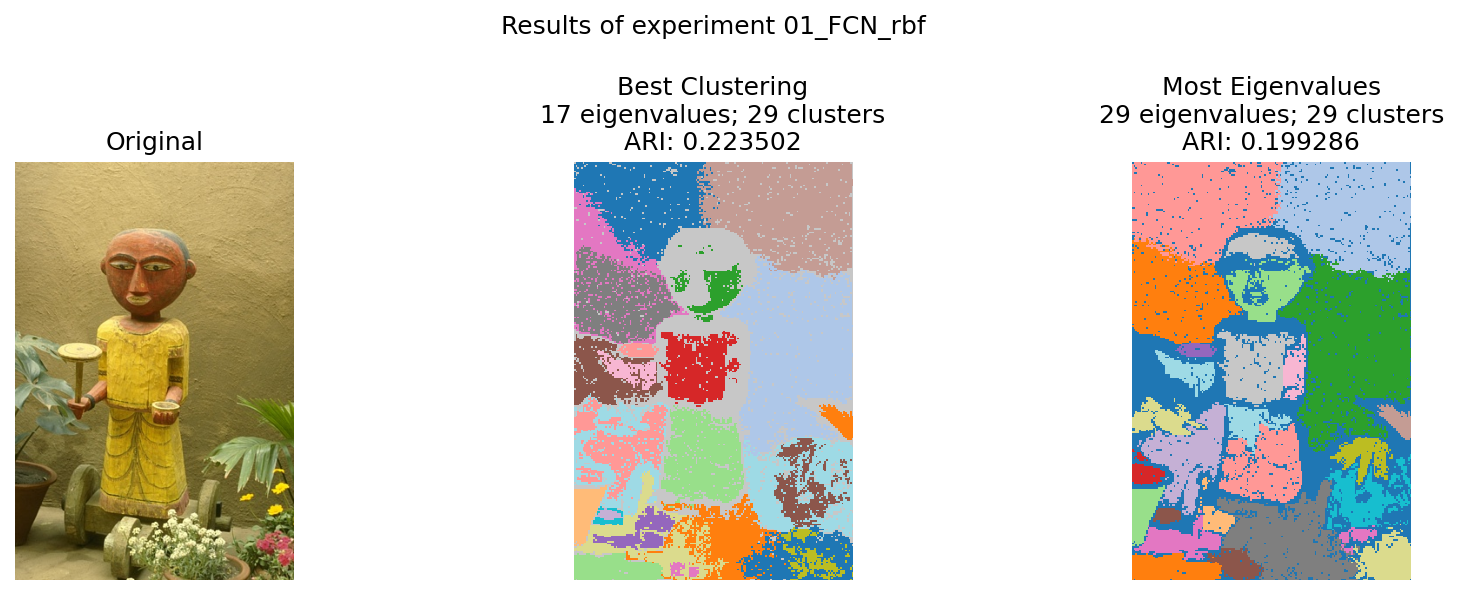 Results of experiment 01_FCN_rbf
Original
Best Clustering
17 eigenvalues; 29 clusters
ARI: 0.223502
Most Eigenvalues
29 eigenvalues; 29 clusters
ARI: 0.199286